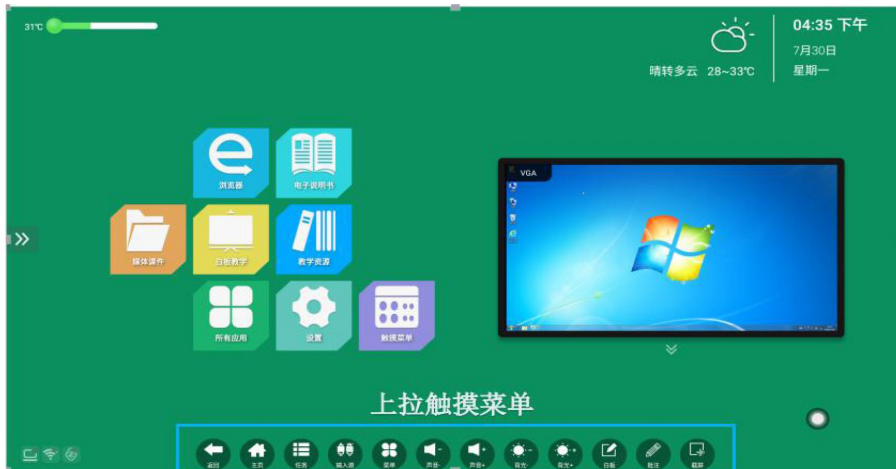 31℃
04:35 下午
7月30日
晴转多云 28~33℃
星期一
浏览器
电子说明书
VGA
媒体课件
白板教学
教学资源
所有应用
设置
触摸菜单
上拉触摸菜单
返回
主页
任务
输入源
菜单
声音-
声音+
背光-
背光+
白板
批注
截屏